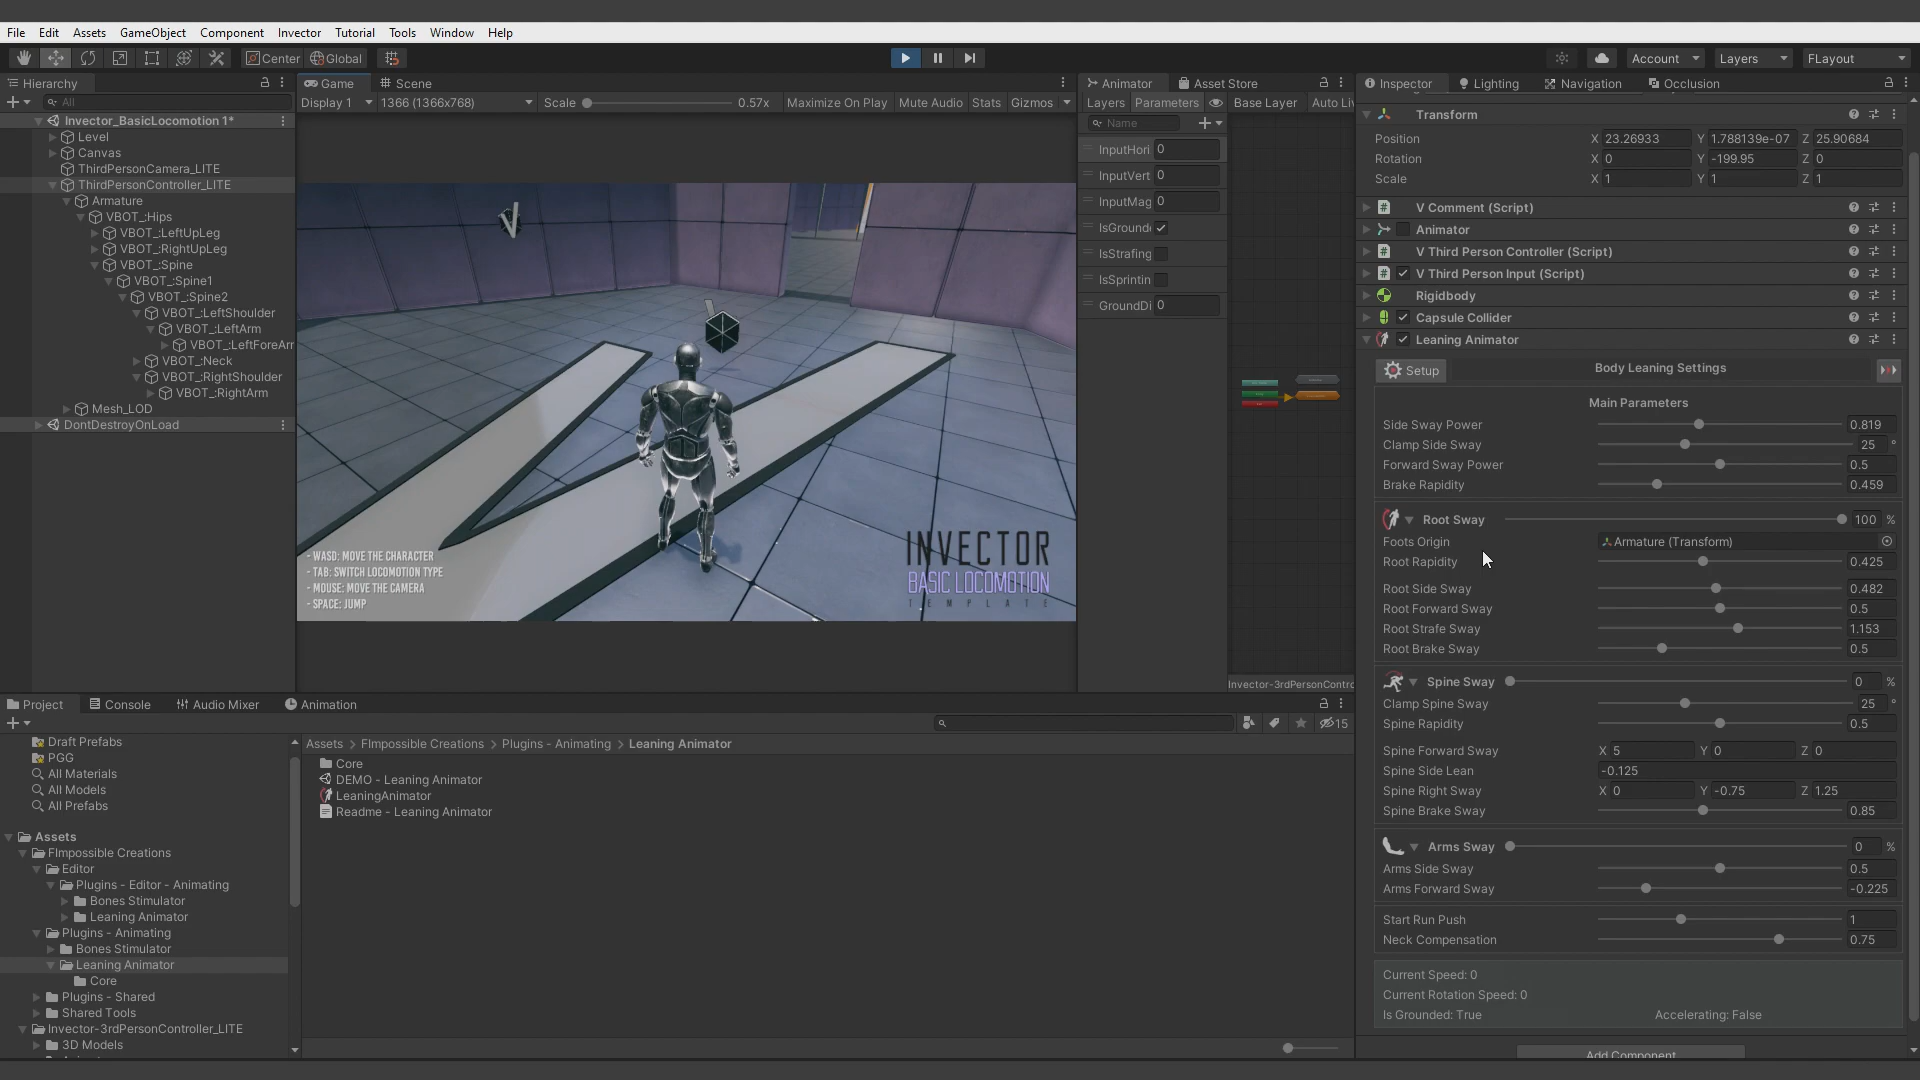 File Edit Assets GameObject Component Invector Tutorial Tools Window Help
Center Global Account Layers FLayout
Hierarchy
All
Invector_BasicLocomotion 1*
Level
Canvas
ThirdPersonCamera_LITE
ThirdPersonController_LITE
Armature
VBOT_:Hips
VBOT_:LeftUpLeg
VBOT_:RightUpLeg
VBOT_:Spine
VBOT_:Spine1
VBOT_:Spine2
VBOT_:LeftShoulder
VBOT_:LeftArm
VBOT_:LeftForeArr
VBOT_:Neck
VBOT_:RightShoulder
VBOT_:RightArm
Mesh_LOD
DontDestroyOnLoad
Game Scene
Display 1 1366 (1366x768) Scale 0.57x Maximize On Play Mute Audio Stats Gizmos
- WASD: MOVE THE CHARACTER
- TAB: SWITCH LOCOMOTION TYPE
- MOUSE: MOVE THE CAMERA
- SPACE: JUMP
INVECTOR
BASIC LOCOMOTION
TEMPLATE
Animator Asset Store
Layers Parameters Base Layer Auto Li
Name
InputHori 0
InputVert 0
InputMag 0
IsGround
IsStrafing
IsSprintin
GroundDi 0
Invector-3rdPersonContro
Inspector Lighting Navigation Occlusion
Transform
Position X 23.26933 Y 1.788139e-07 Z 25.90684
Rotation X 0 Y -199.95 Z 0
Scale X 1 Y 1 Z 1
V Comment (Script)
Animator
V Third Person Controller (Script)
V Third Person Input (Script)
Rigidbody
Capsule Collider
Leaning Animator
Setup Body Leaning Settings
Main Parameters
Side Sway Power 0.819
Clamp Side Sway 25 °
Forward Sway Power 0.5
Brake Rapidity 0.459
Root Sway 100 %
Foots Origin Armature (Transform)
Root Rapidity 0.425
Root Side Sway 0.482
Root Forward Sway 0.5
Root Strafe Sway 1.153
Root Brake Sway 0.5
Spine Sway 0 %
Clamp Spine Sway 25 °
Spine Rapidity 0.5
Spine Forward Sway X 5 Y 0 Z 0
Spine Side Lean -0.125
Spine Right Sway X 0 Y -0.75 Z 1.25
Spine Brake Sway 0.85
Arms Sway 0 %
Arms Side Sway 0.5
Arms Forward Sway -0.225
Start Run Push 1
Neck Compensation 0.75
Current Speed: 0
Current Rotation Speed: 0
Is Grounded: True Accelerating: False
Add Component
Project Console Audio Mixer Animation
15
Draft Prefabs
PGG
All Materials
All Models
All Prefabs
Assets
FImpossible Creations
Editor
Plugins - Editor - Animating
Bones Stimulator
Leaning Animator
Plugins - Animating
Bones Stimulator
Leaning Animator
Core
Plugins - Shared
Shared Tools
Invector-3rdPersonController_LITE
3D Models
Assets > FImpossible Creations > Plugins - Animating > Leaning Animator
Core
DEMO - Leaning Animator
LeaningAnimator
Readme - Leaning Animator